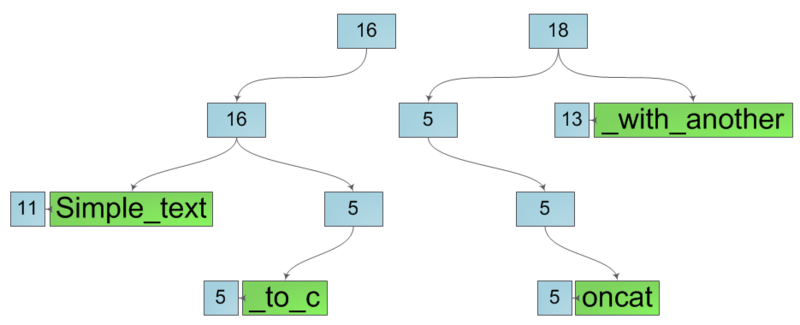 16 18
16 5 13 _with_another
11 Simple_text 5 5
5 _to_c 5 oncat